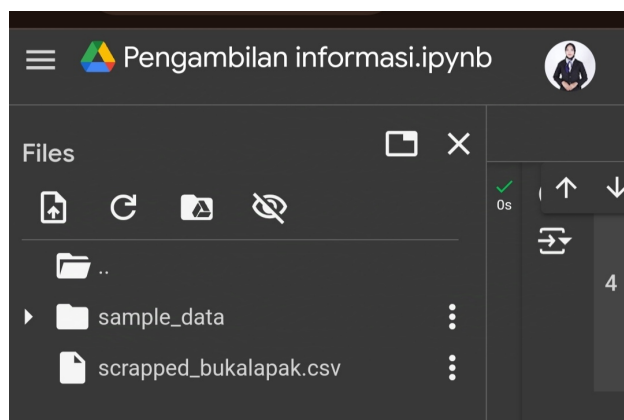 Pengambilan informasi.ipynb
Files
0s
..
sample_data
4
scrapped_bukalapak.csv